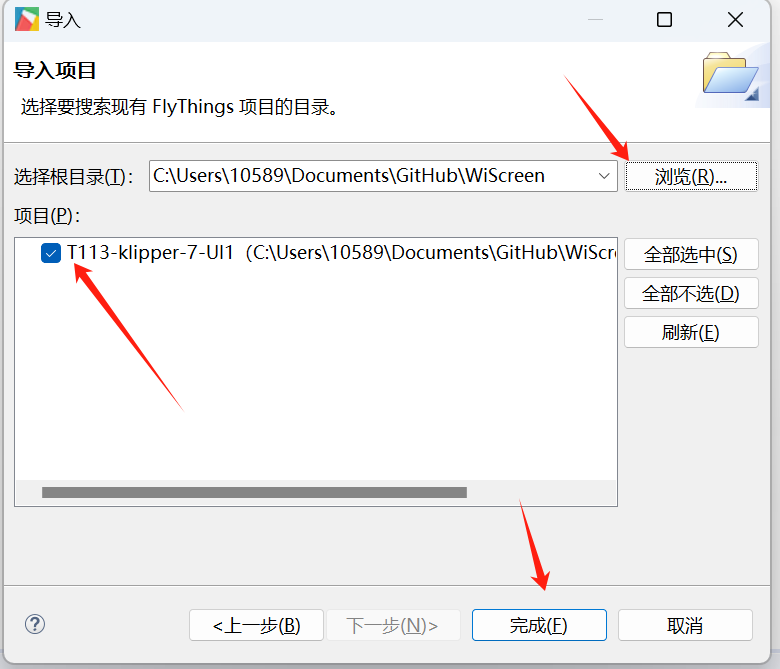 导入
导入项目
选择要搜索现有 FlyThings 项目的目录。
选择根目录(T)： C:\Users\10589\Documents\GitHub\WiScreen 浏览(R)...
项目(P)：
T113-klipper-7-UI1（C:\Users\10589\Documents\GitHub\WiScre
全部选中(S)
全部不选(D)
刷新(E)
<上一步(B) 下一步(N)> 完成(F) 取消